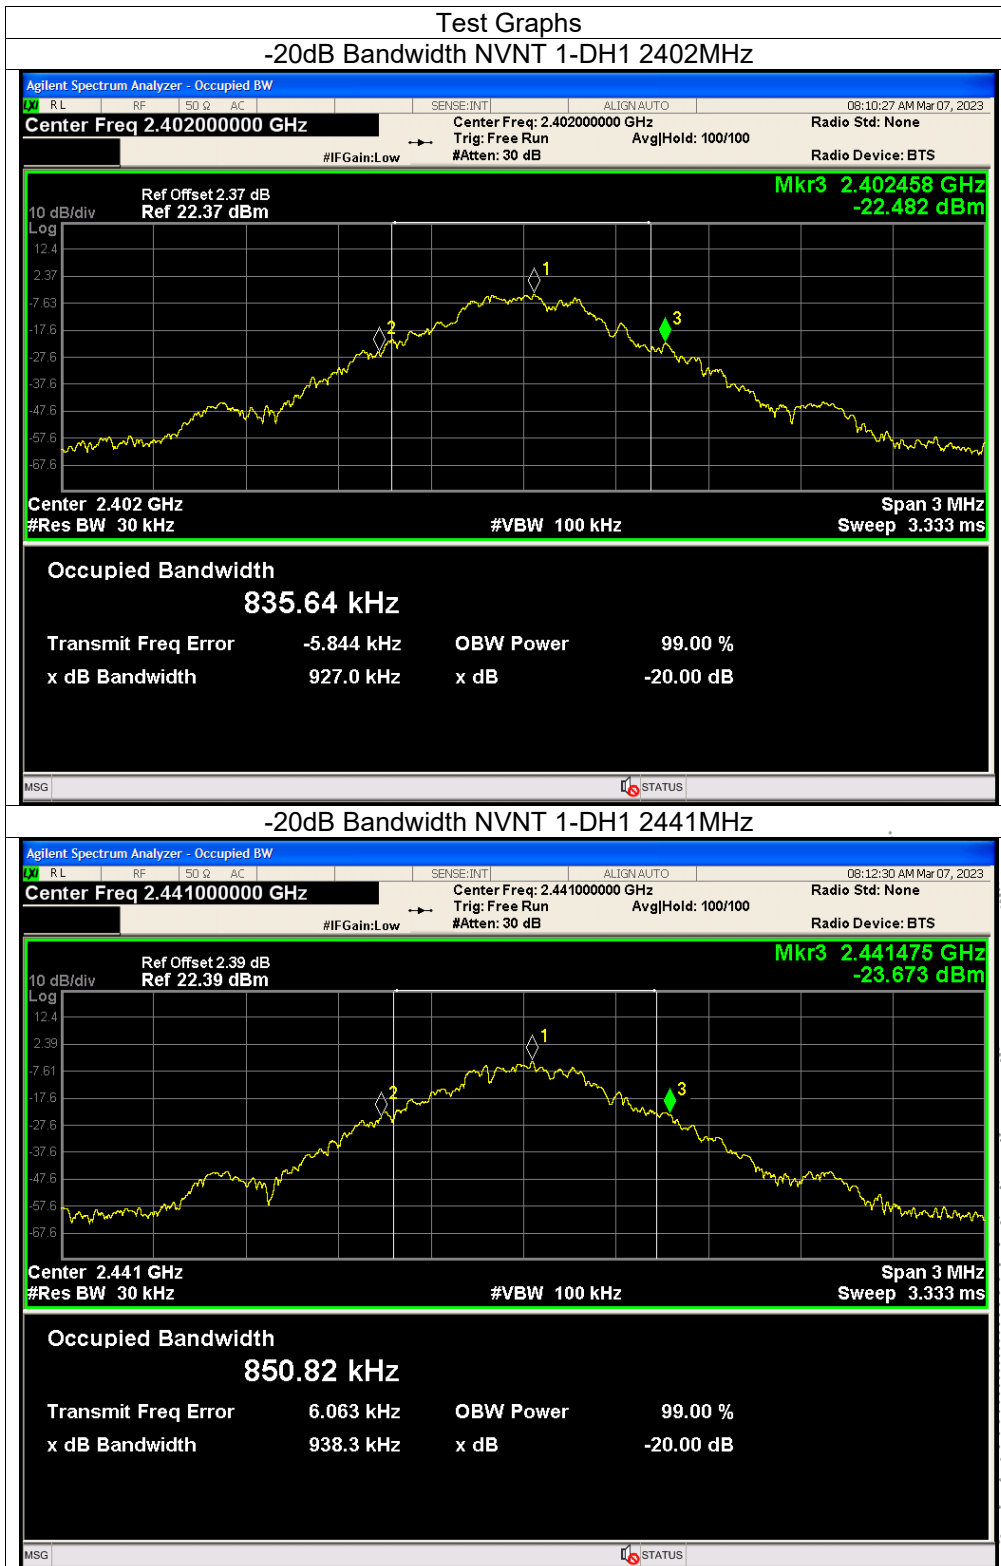 Test Graphs
-20dB Bandwidth NVNT 1-DH1 2402MHz
Agilent Spectrum Analyzer - Occupied BW
LXI RL RF 50 Ω AC SENSE:INT ALIGN AUTO 08:10:27 AM Mar 07, 2023
Center Freq 2.402000000 GHz Center Freq: 2.402000000 GHz Radio Std: None
Trig: Free Run Avg|Hold: 100/100
#IFGain:Low #Atten: 30 dB Radio Device: BTS
Mkr3 2.402458 GHz
Ref Offset 2.37 dB
-22.482 dBm
10 dB/div Ref 22.37 dBm
Log
12.4
2.37
-7.63
-17.6
-27.6
-37.6
-47.6
-57.6
-67.6
1
2
3
Center 2.402 GHz Span 3 MHz
#Res BW 30 kHz #VBW 100 kHz Sweep 3.333 ms
Occupied Bandwidth
835.64 kHz
Transmit Freq Error -5.844 kHz OBW Power 99.00 %
x dB Bandwidth 927.0 kHz x dB -20.00 dB
MSG STATUS
-20dB Bandwidth NVNT 1-DH1 2441MHz
Agilent Spectrum Analyzer - Occupied BW
LXI RL RF 50 Ω AC SENSE:INT ALIGN AUTO 08:12:30 AM Mar 07, 2023
Center Freq 2.441000000 GHz Center Freq: 2.441000000 GHz Radio Std: None
Trig: Free Run Avg|Hold: 100/100
#IFGain:Low #Atten: 30 dB Radio Device: BTS
Mkr3 2.441475 GHz
Ref Offset 2.39 dB
-23.673 dBm
10 dB/div Ref 22.39 dBm
Log
12.4
2.39
-7.61
-17.6
-27.6
-37.6
-47.6
-57.6
-67.6
1
2
3
Center 2.441 GHz Span 3 MHz
#Res BW 30 kHz #VBW 100 kHz Sweep 3.333 ms
Occupied Bandwidth
850.82 kHz
Transmit Freq Error 6.063 kHz OBW Power 99.00 %
x dB Bandwidth 938.3 kHz x dB -20.00 dB
MSG STATUS